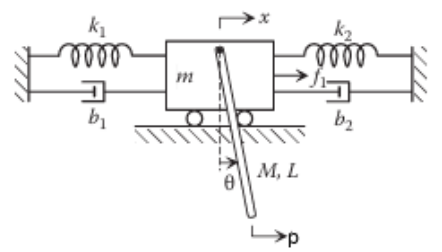 x
k₁
k₂
m
f₁
b₁
b₂
θ
M, L
p